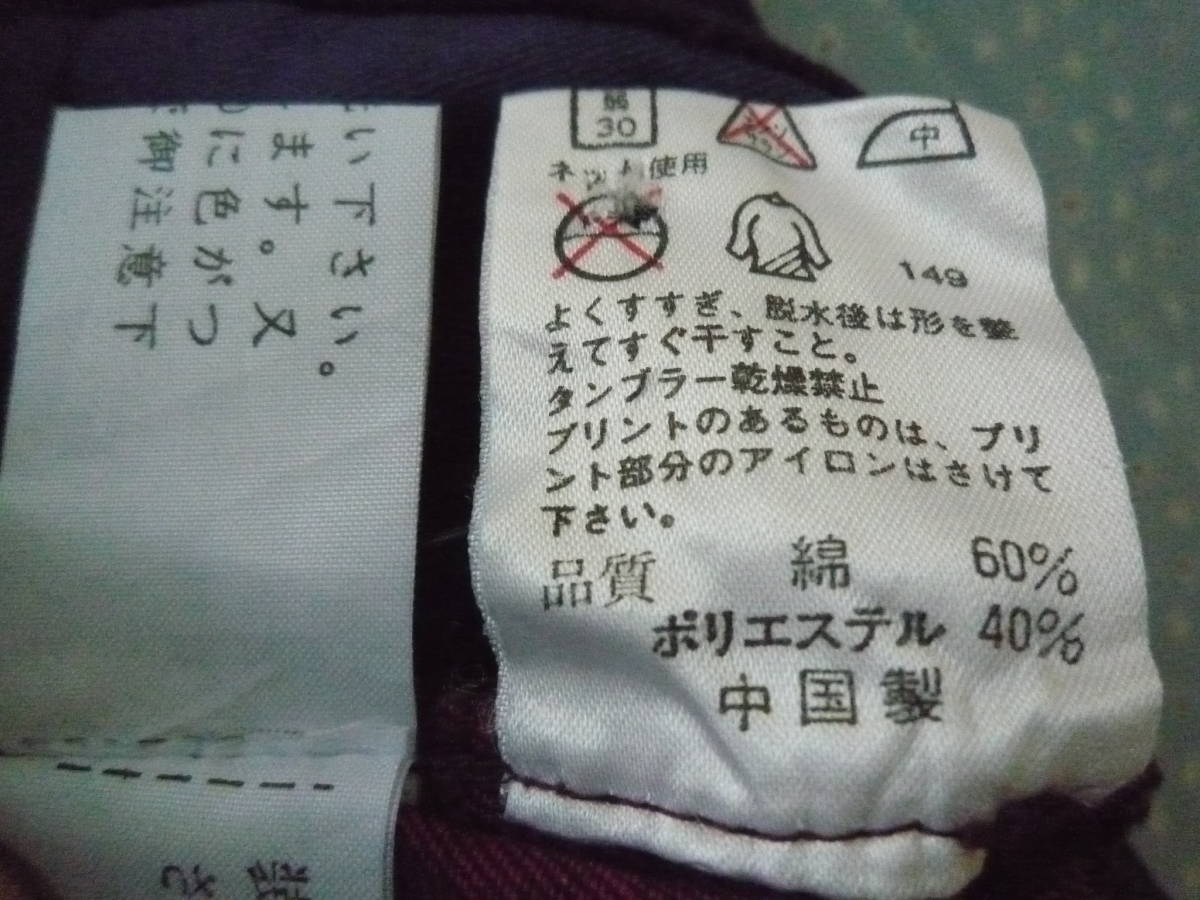 弱
30
中
ネット使用
149
よくすすぎ、脱水後は形を整
えてすぐ干すこと。
タンブラー乾燥禁止
プリントのあるものは、プリ
ント部分のアイロンはさけて
下さい。
品質 綿 60%
ポリエステル 40%
中国製
い下さい。
ます。又
に色がつ
御注意下